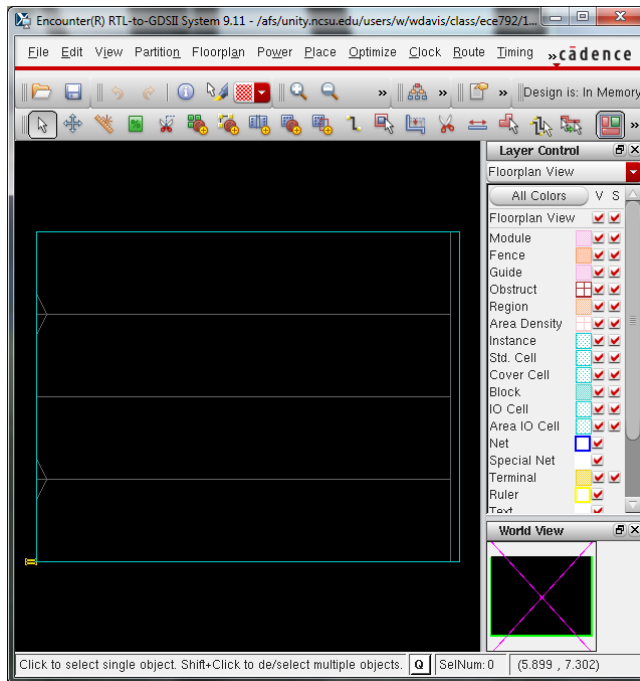 Encounter(R) RTL-to-GDSII System 9.11 - /afs/unity.ncsu.edu/users/w/wdavis/class/ece792/1...
File Edit View Partition Floorplan Power Place Optimize Clock Route Timing » cādence
» » » Design is: In Memory
»
Layer Control
Floorplan View
All Colors V S
Floorplan View
Module
Fence
Guide
Obstruct
Region
Area Density
Instance
Std. Cell
Cover Cell
Block
IO Cell
Area IO Cell
Net
Special Net
Terminal
Ruler
Text
World View
Click to select single object. Shift+Click to de/select multiple objects. Q SelNum: 0 (5.899 , 7.302)